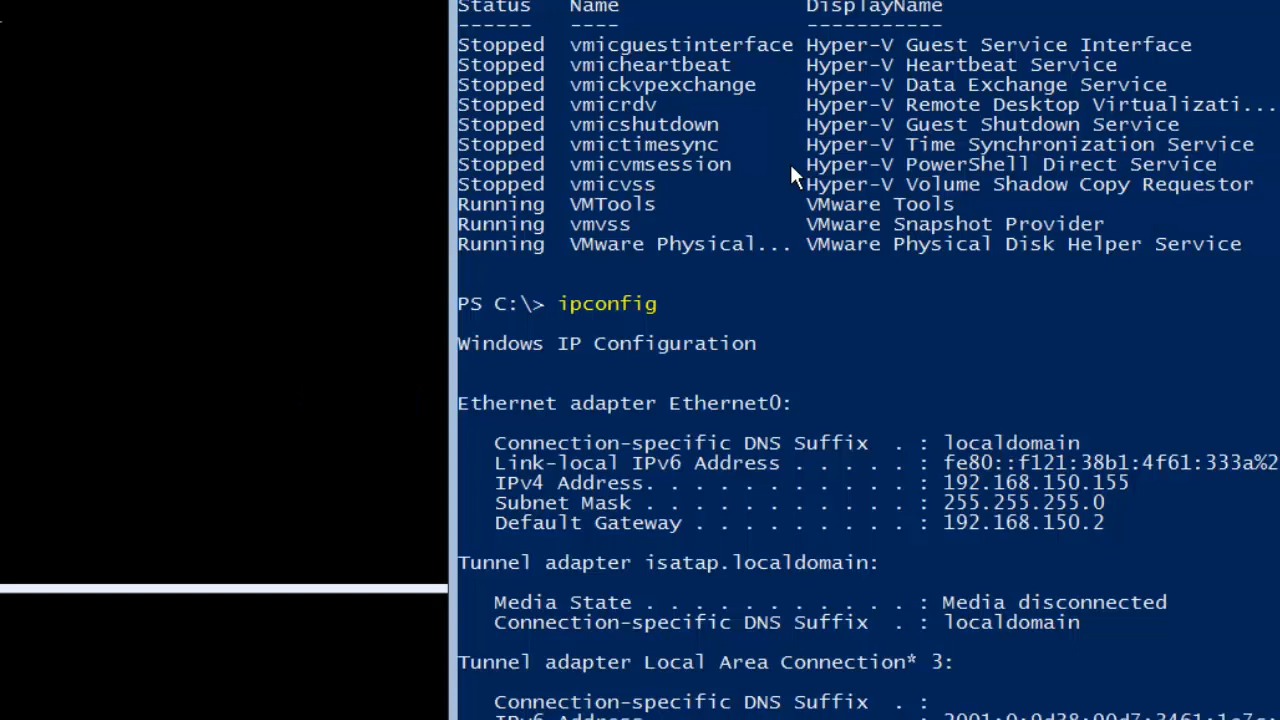 Status Name DisplayName
------ ---- -----------
Stopped vmicguestinterface Hyper-V Guest Service Interface
Stopped vmicheartbeat Hyper-V Heartbeat Service
Stopped vmickvpexchange Hyper-V Data Exchange Service
Stopped vmicrdv Hyper-V Remote Desktop Virtualizati...
Stopped vmicshutdown Hyper-V Guest Shutdown Service
Stopped vmictimesync Hyper-V Time Synchronization Service
Stopped vmicvmsession Hyper-V PowerShell Direct Service
Stopped vmicvss Hyper-V Volume Shadow Copy Requestor
Running VMTools VMware Tools
Running vmvss VMware Snapshot Provider
Running VMware Physical... VMware Physical Disk Helper Service
PS C:\> ipconfig
Windows IP Configuration
Ethernet adapter Ethernet0:
Connection-specific DNS Suffix . : localdomain
Link-local IPv6 Address . . . . . : fe80::f121:38b1:4f61:333a%2
IPv4 Address. . . . . . . . . . . : 192.168.150.155
Subnet Mask . . . . . . . . . . . : 255.255.255.0
Default Gateway . . . . . . . . . : 192.168.150.2
Tunnel adapter isatap.localdomain:
Media State . . . . . . . . . . . : Media disconnected
Connection-specific DNS Suffix . : localdomain
Tunnel adapter Local Area Connection* 3:
Connection-specific DNS Suffix . :